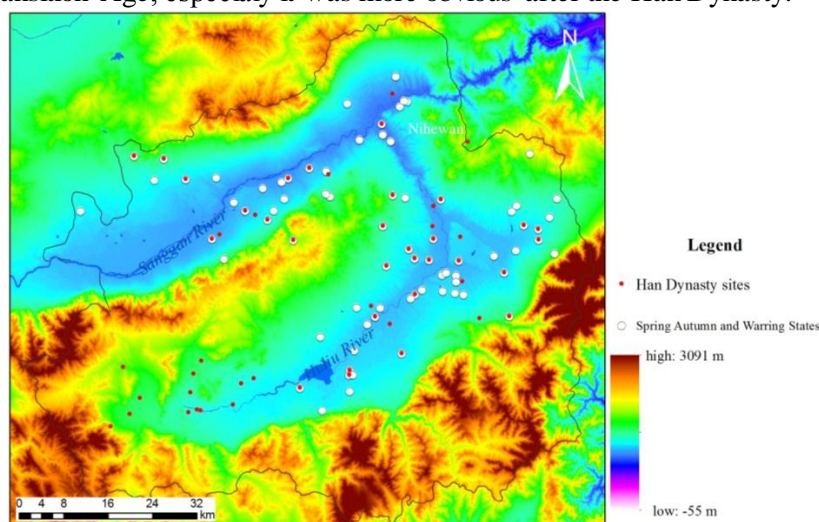 ansition Age, especially it was more obvious after the Han Dynasty.
N
Nihewan
Sanggan River
Huliu River
Legend
Han Dynasty sites
Spring Autumn and Warring States
high: 3091 m
low: -55 m
0 4 8 16 24 32
km